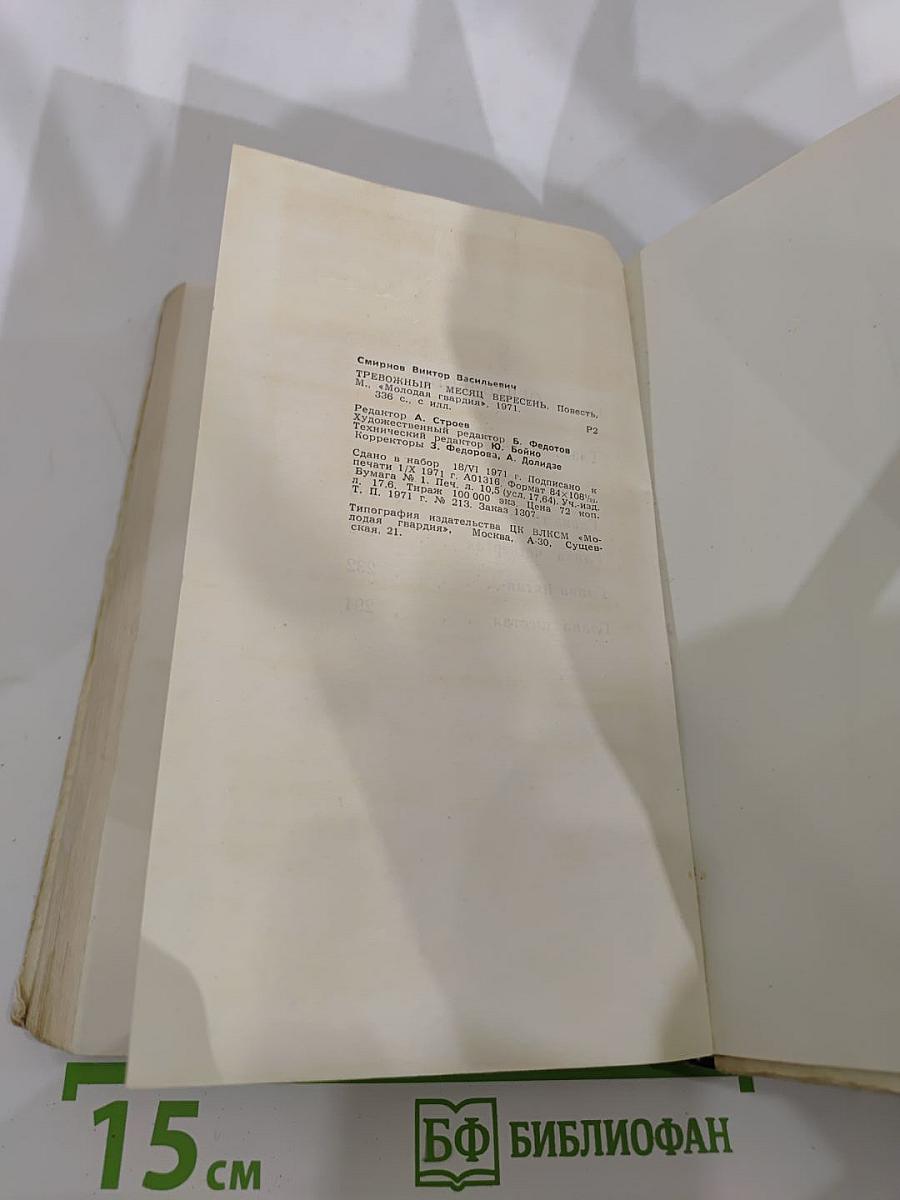 Смирнов Виктор Васильевич
ТРЕВОЖНЫЙ МЕСЯЦ ВЕРЕСЕНЬ. Повесть.
М., «Молодая гвардия», 1971.
336 с., с илл.
Р2
Редактор А. Строев
Художественный редактор Б. Федотов
Технический редактор Ю. Бойко
Корректоры З. Федорова, А. Долидзе
Сдано в набор 18/VI 1971 г. Подписано к
печати 1/X 1971 г. А01316 Формат 84×108¹/₃₂.
Бумага № 1. Печ. л. 10,5 (усл. 17,64). Уч.-изд.
л. 17,6. Тираж 100 000 экз. Цена 72 коп.
Т. П. 1971 г. № 213. Заказ 1307.
Типография издательства ЦК ВЛКСМ «Мо-
лодая гвардия», Москва, А-30, Сущев-
ская, 21.
232
294
15 см
БФ БИБЛИОФАН